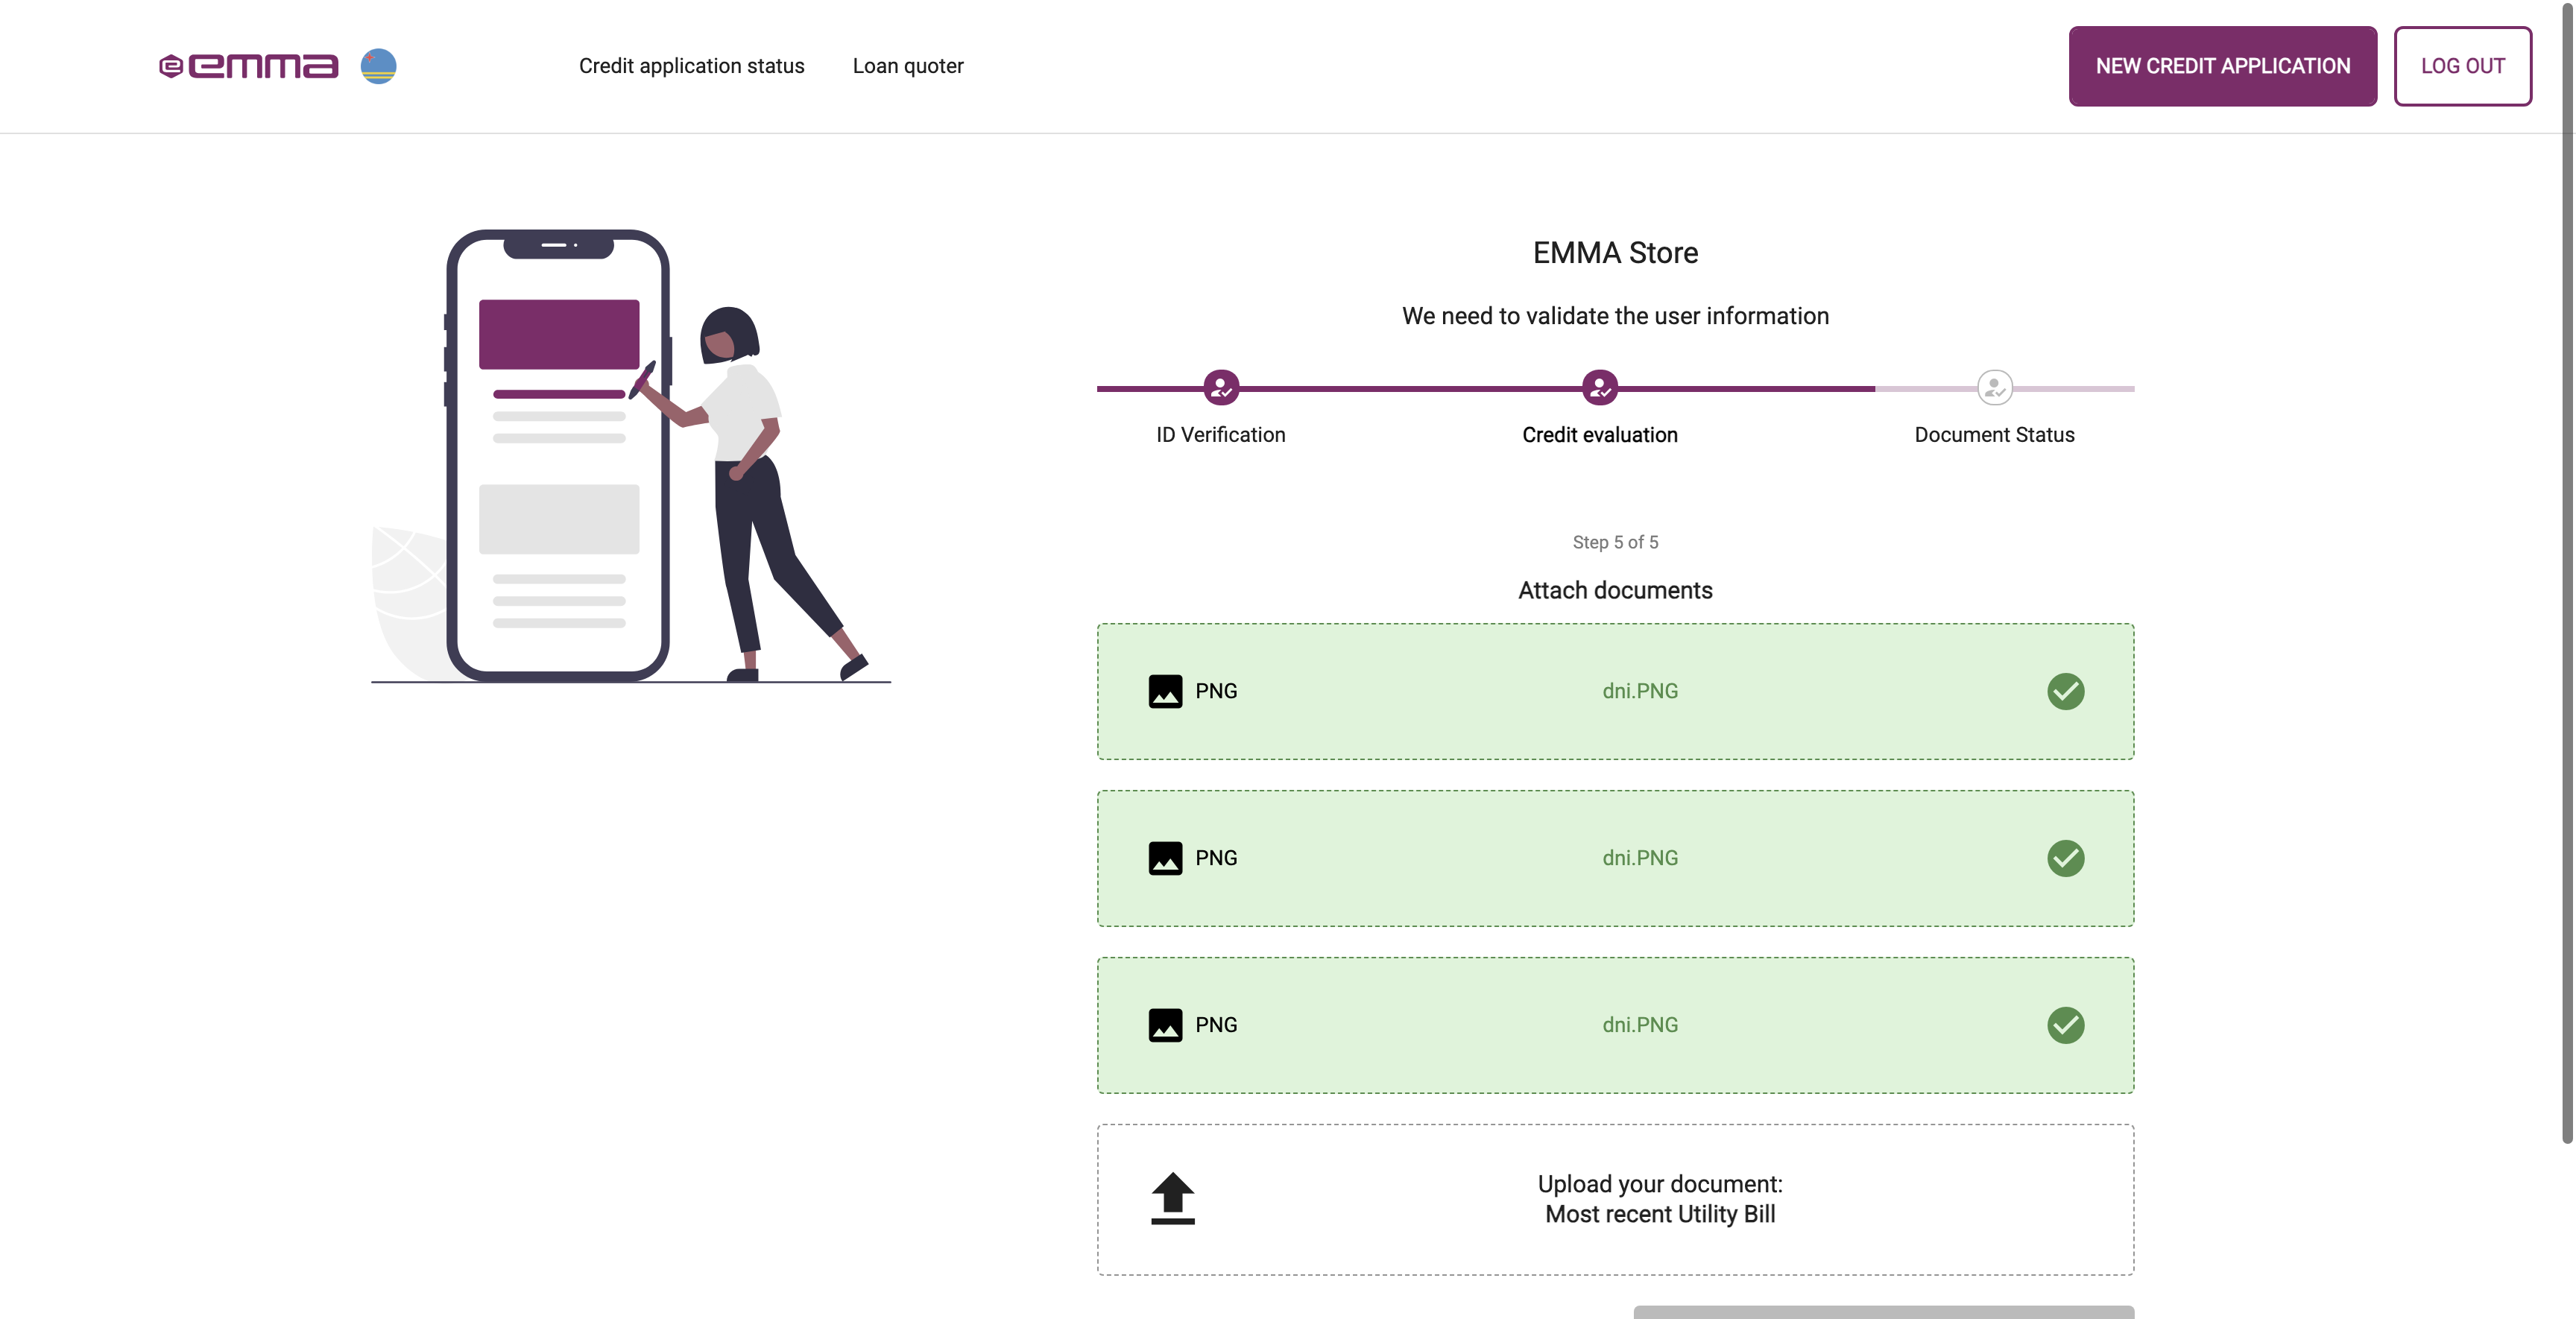 emma
Credit application status
Loan quoter
NEW CREDIT APPLICATION
LOG OUT
EMMA Store
We need to validate the user information
ID Verification
Credit evaluation
Document Status
Step 5 of 5
Attach documents
PNG
dni.PNG
PNG
dni.PNG
PNG
dni.PNG
Upload your document:
Most recent Utility Bill